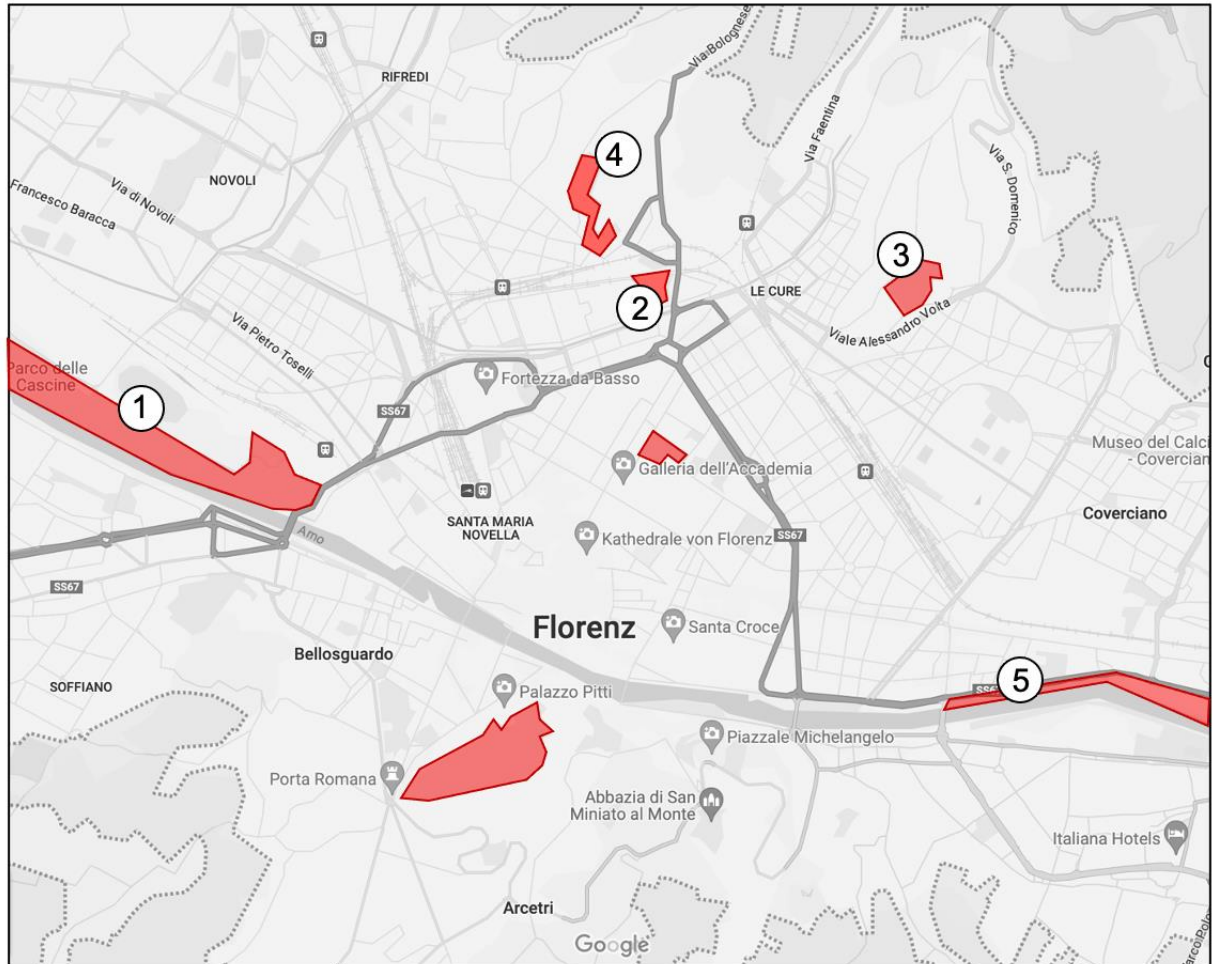 Via Bolognese
RIFREDI
Via Faentina
4
Via S. Domenico
NOVOLI
Via di Novoli
Francesco Baracca
3
2
LE CURE
Via Pietro Toselli
Viale Alessandro Volta
Parco delle
Cascine
Fortezza da Basso
1
SS67
Museo del Calci
- Covercian
Galleria dell'Accademia
SANTA MARIA
NOVELLA
Coverciano
Arno
Kathedrale von Florenz
SS67
SS67
Florenz
Santa Croce
Bellosguardo
5
SOFFIANO
Palazzo Pitti
Piazzale Michelangelo
Porta Romana
Abbazia di San
Miniato al Monte
Italiana Hotels
Arcetri
Google